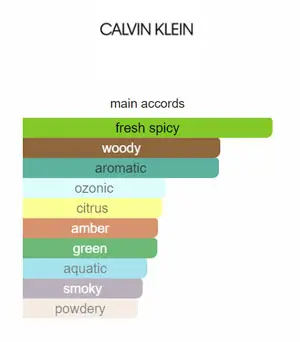 CALVIN KLEIN
main accords
fresh spicy
woody
aromatic
ozonic
citrus
amber
green
aquatic
smoky
powdery